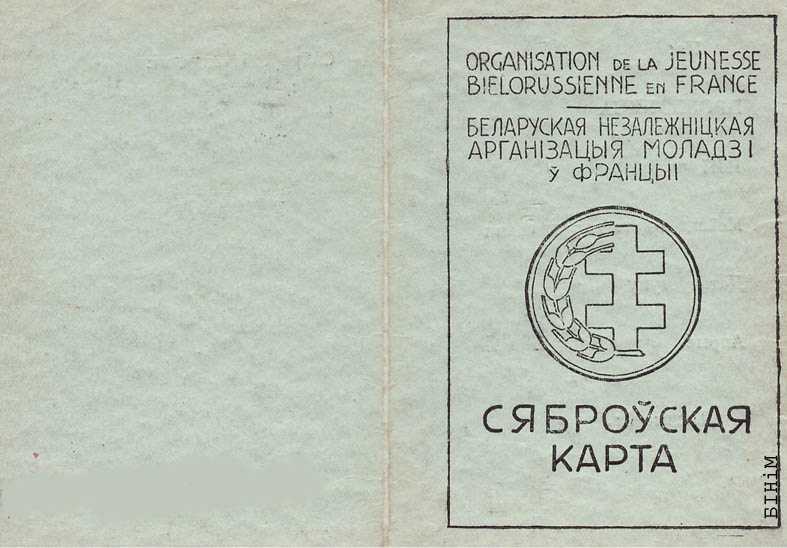 ORGANISATION DE LA JEUNESSE
BIELORUSSIENNE EN FRANCE
БЕЛАРУСКАЯ НЕЗАЛЕЖНІЦКАЯ
АРГАНІЗАЦЫЯ МОЛАДЗІ
Ў ФРАНЦЫІ
СЯБРОЎСКАЯ
КАРТА
БІНіМ